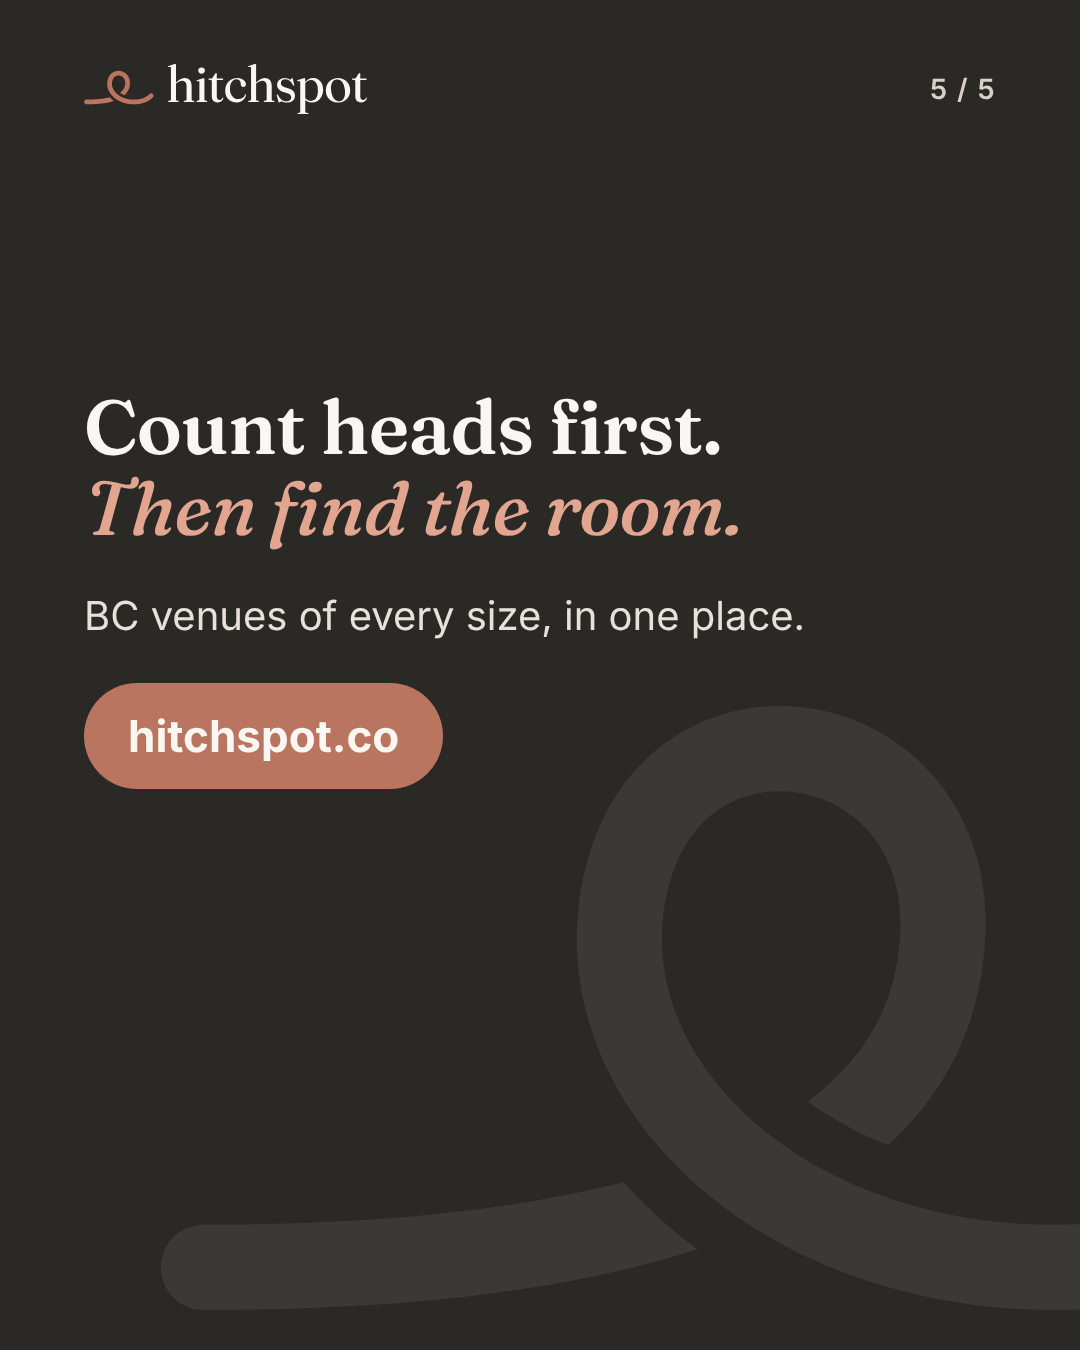 hitchspot
5 / 5
Count heads first.
Then find the room.
BC venues of every size, in one place.
hitchspot.co